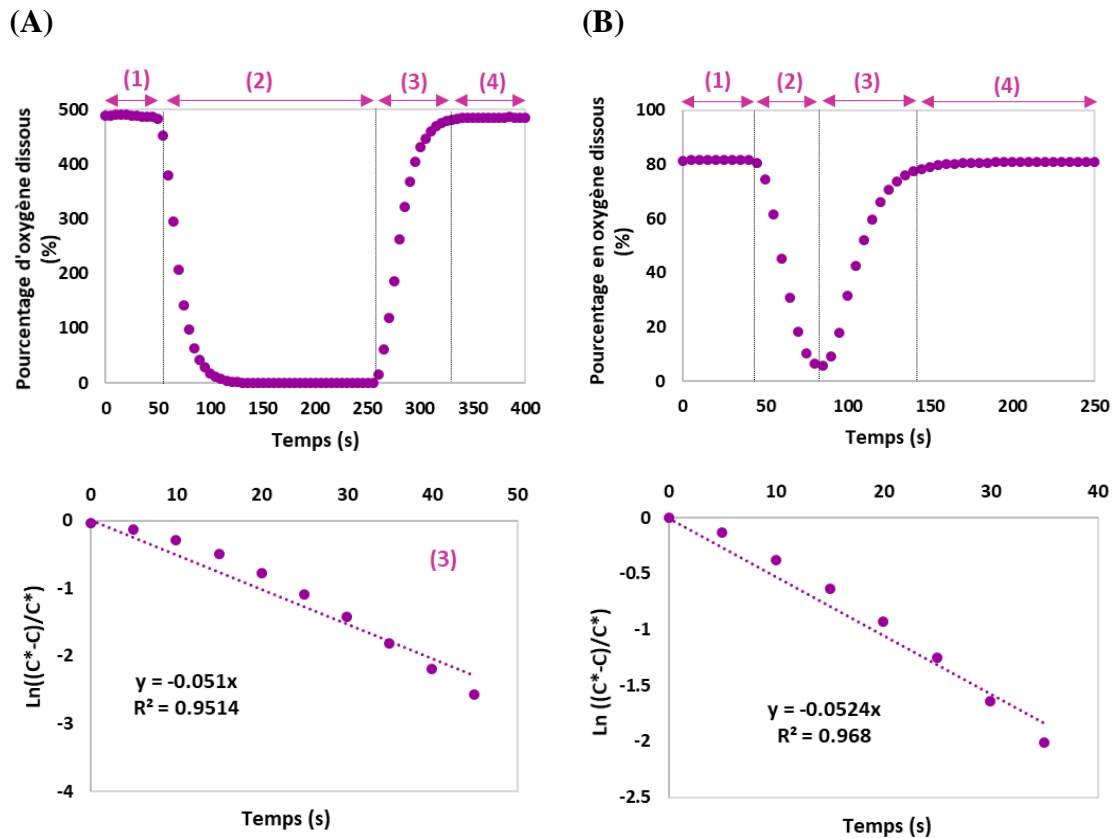 (A)
(1) (2) (3) (4)
500
400
300
200
100
0
Pourcentage d'oxygène dissous
(%)
0 50 100 150 200 250 300 350 400
Temps (s)
(B)
(1) (2) (3) (4)
100
80
60
40
20
0
Pourcentage en oxygène dissous
(%)
0 50 100 150 200 250
Temps (s)
0 10 20 30 40 50
0
-1
-2
-3
-4
Ln((C*-C)/C*)
(3)
y = -0.051x
R² = 0.9514
Temps (s)
0 10 20 30 40
0
-0.5
-1
-1.5
-2
-2.5
Ln ((C*-C)/C*)
y = -0.0524x
R² = 0.968
Temps (s)